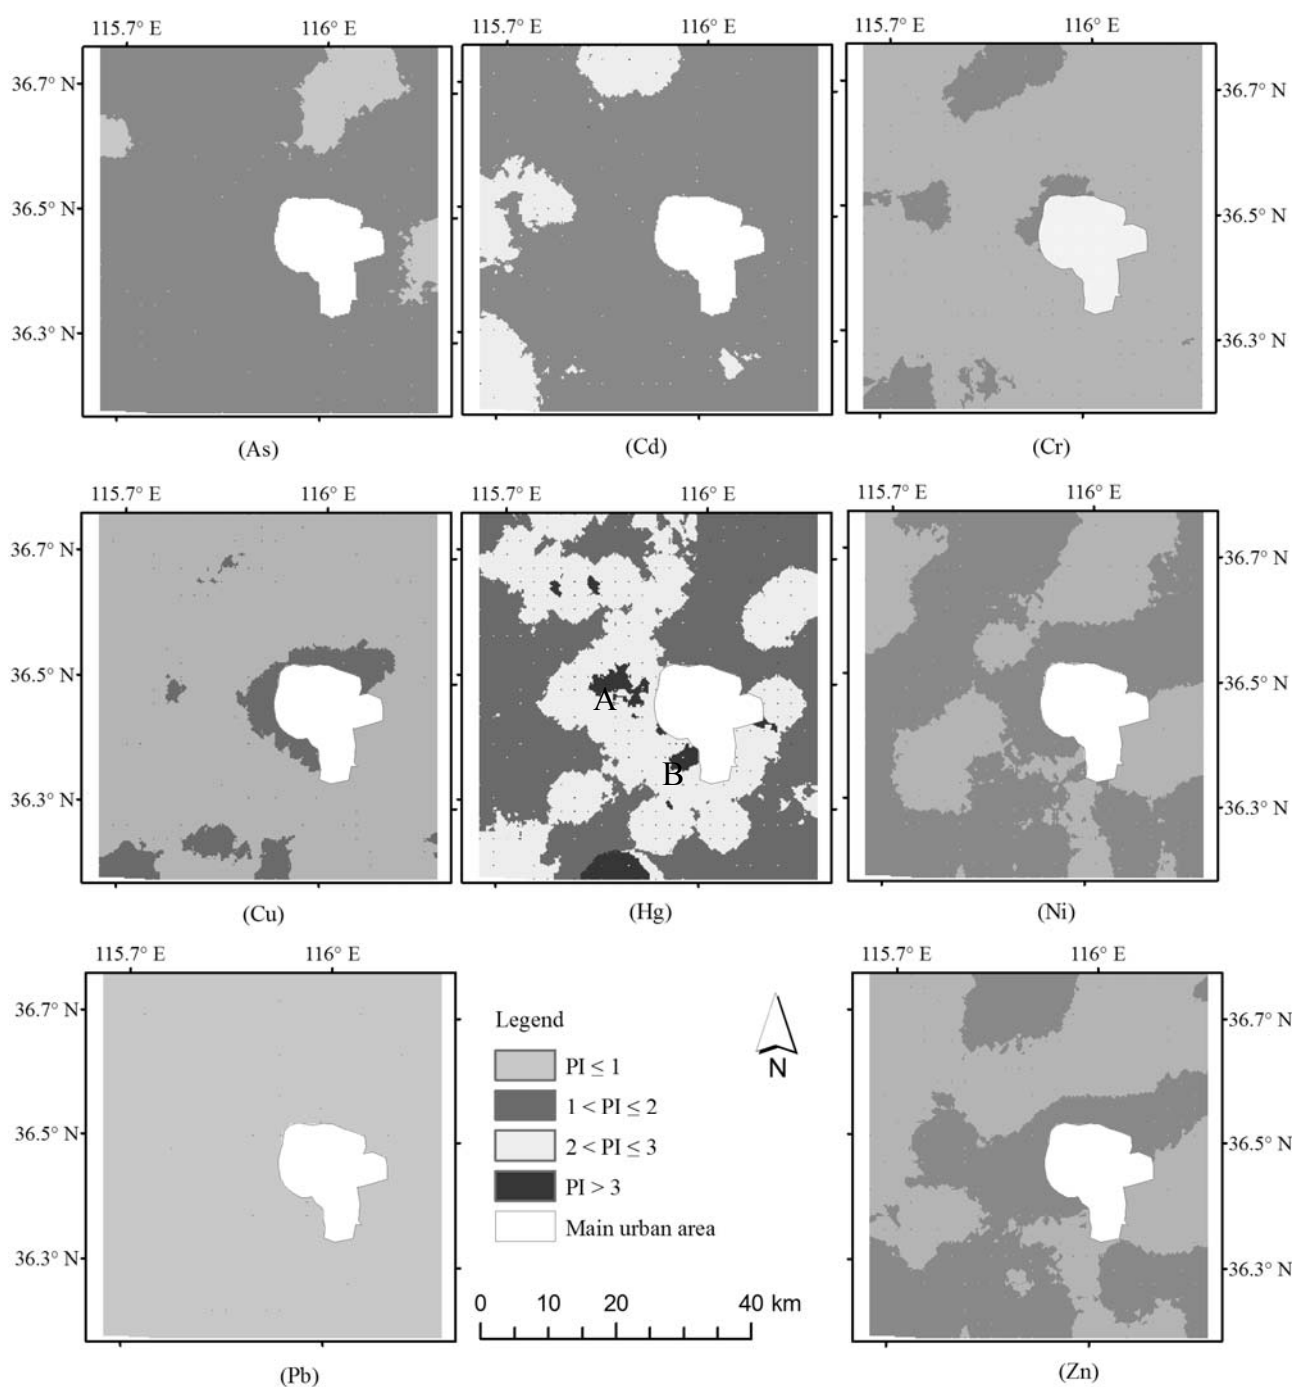 115.7° E 116° E 115.7° E 116° E 115.7° E 116° E
36.7° N 36.7° N
36.5° N 36.5° N
36.3° N 36.3° N
(As) (Cd) (Cr)
115.7° E 116° E 115.7° E 116° E 115.7° E 116° E
36.7° N 36.7° N
36.5° N 36.5° N
A
B
36.3° N 36.3° N
(Cu) (Hg) (Ni)
115.7° E 116° E 115.7° E 116° E
36.7° N 36.7° N
36.5° N 36.5° N
36.3° N 36.3° N
Legend
PI ≤ 1
1 < PI ≤ 2
2 < PI ≤ 3
PI > 3
Main urban area
N
0 10 20 40 km
(Pb) (Zn)